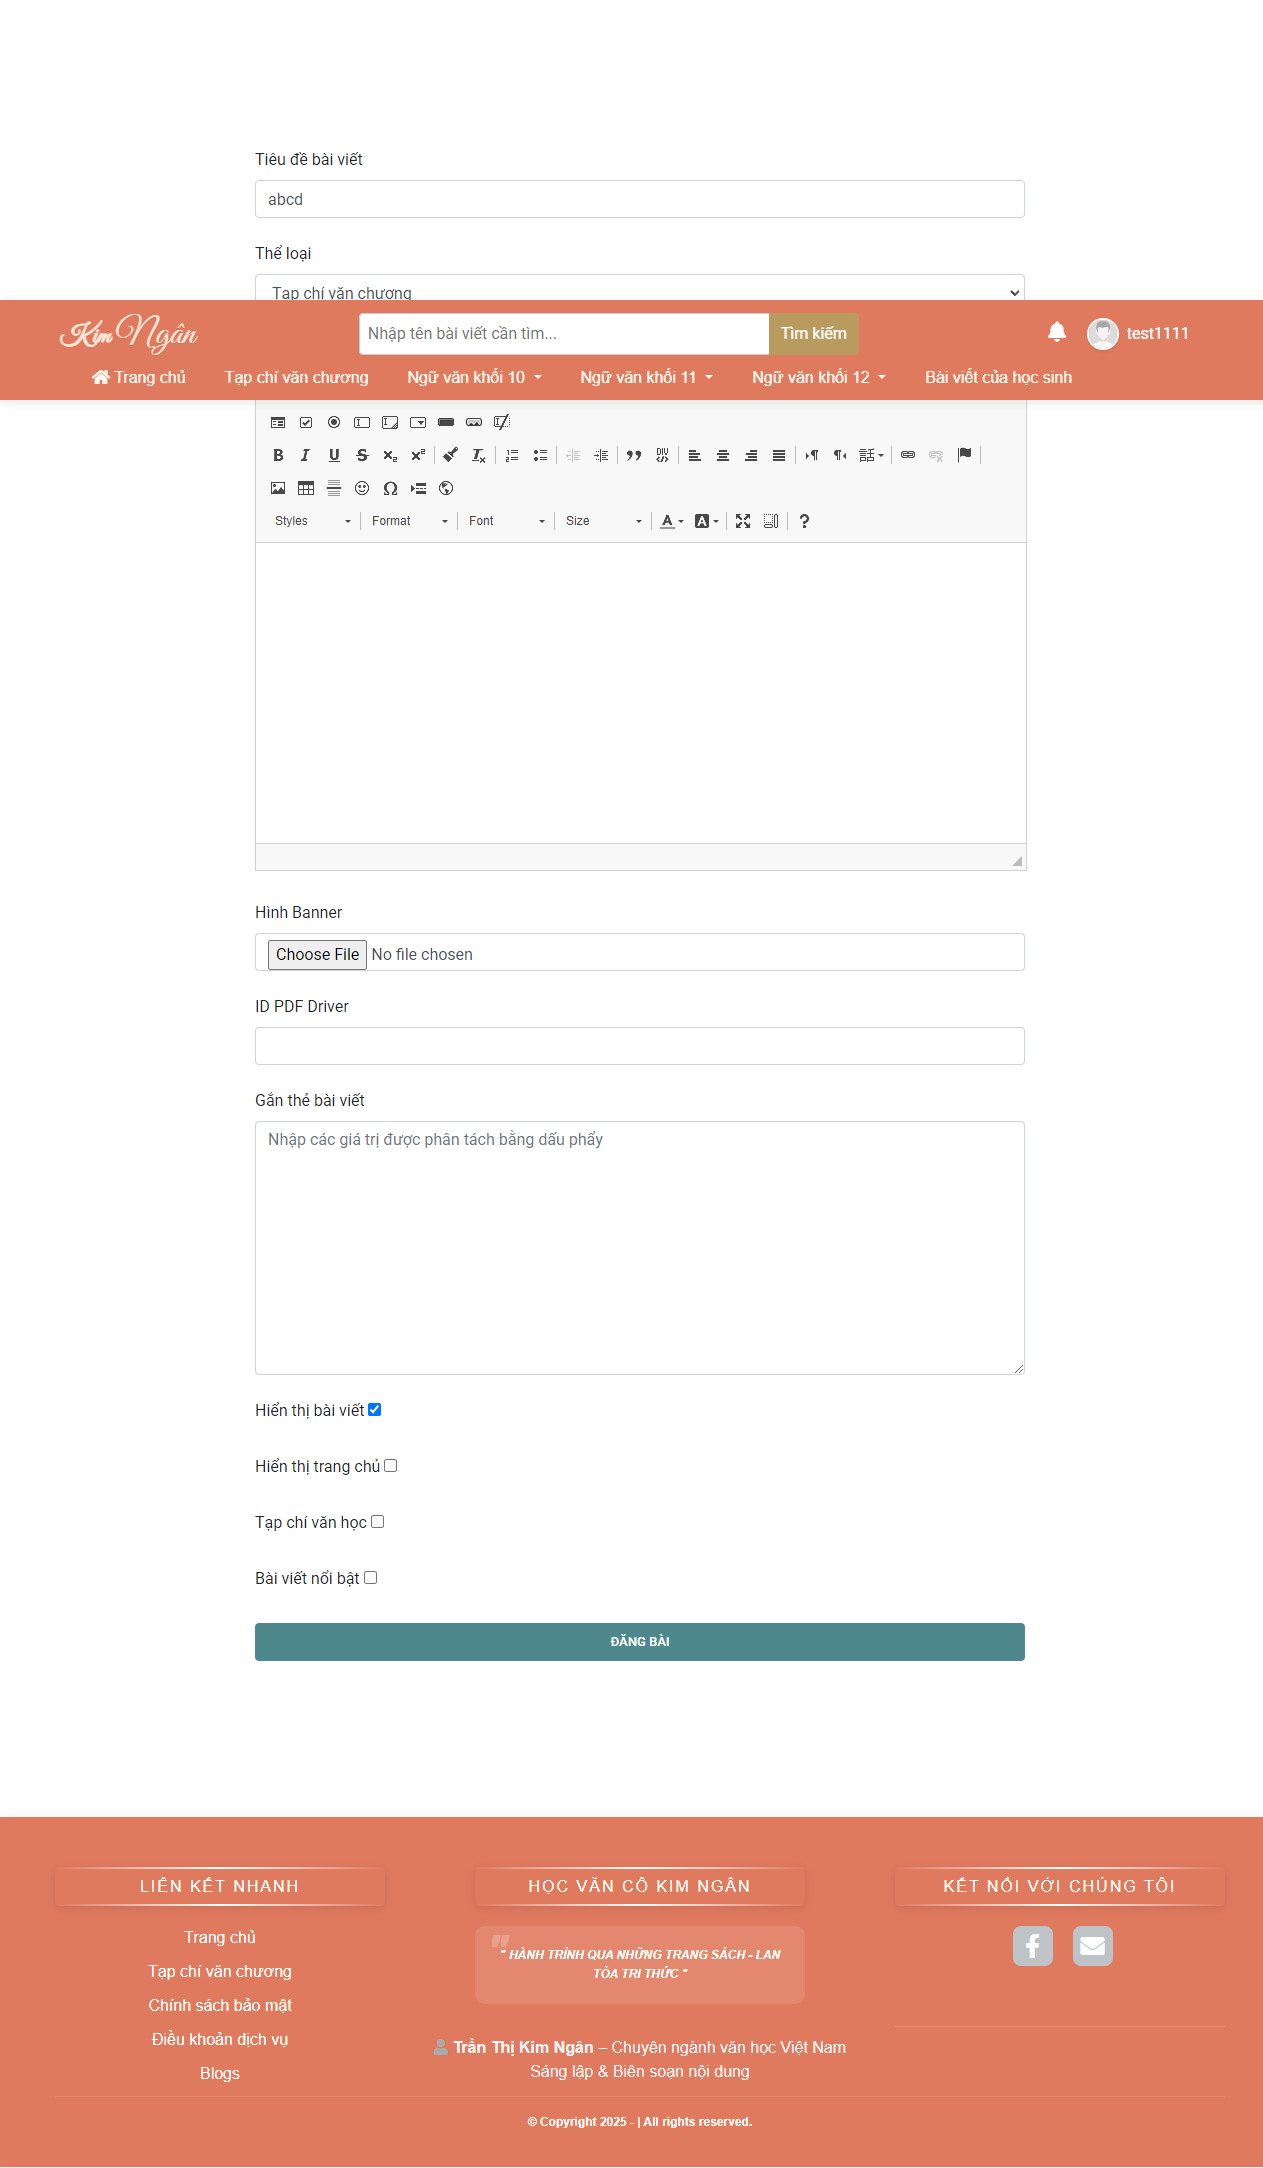 Tiêu đề bài viết
abcd
Thể loại
Tạp chí văn chương
Kim Ngân
Nhập tên bài viết cần tìm...
Tìm kiếm
test1111
Trang chủ
Tạp chí văn chương
Ngữ văn khối 10
Ngữ văn khối 11
Ngữ văn khối 12
Bài viết của học sinh
Styles
Format
Font
Size
Hình Banner
Choose File No file chosen
ID PDF Driver
Gắn thẻ bài viết
Nhập các giá trị được phân tách bằng dấu phẩy
Hiển thị bài viết
Hiển thị trang chủ
Tạp chí văn học
Bài viết nổi bật
ĐĂNG BÀI
LIÊN KẾT NHANH
Trang chủ
Tạp chí văn chương
Chính sách bảo mật
Điều khoản dịch vụ
Blogs
HỌC VĂN CÔ KIM NGÂN
" HÀNH TRÌNH QUA NHỮNG TRANG SÁCH - LAN
TỎA TRI THỨC "
Trần Thị Kim Ngân – Chuyên ngành văn học Việt Nam
Sáng lập & Biên soạn nội dung
KẾT NỐI VỚI CHÚNG TÔI
© Copyright 2025 - | All rights reserved.